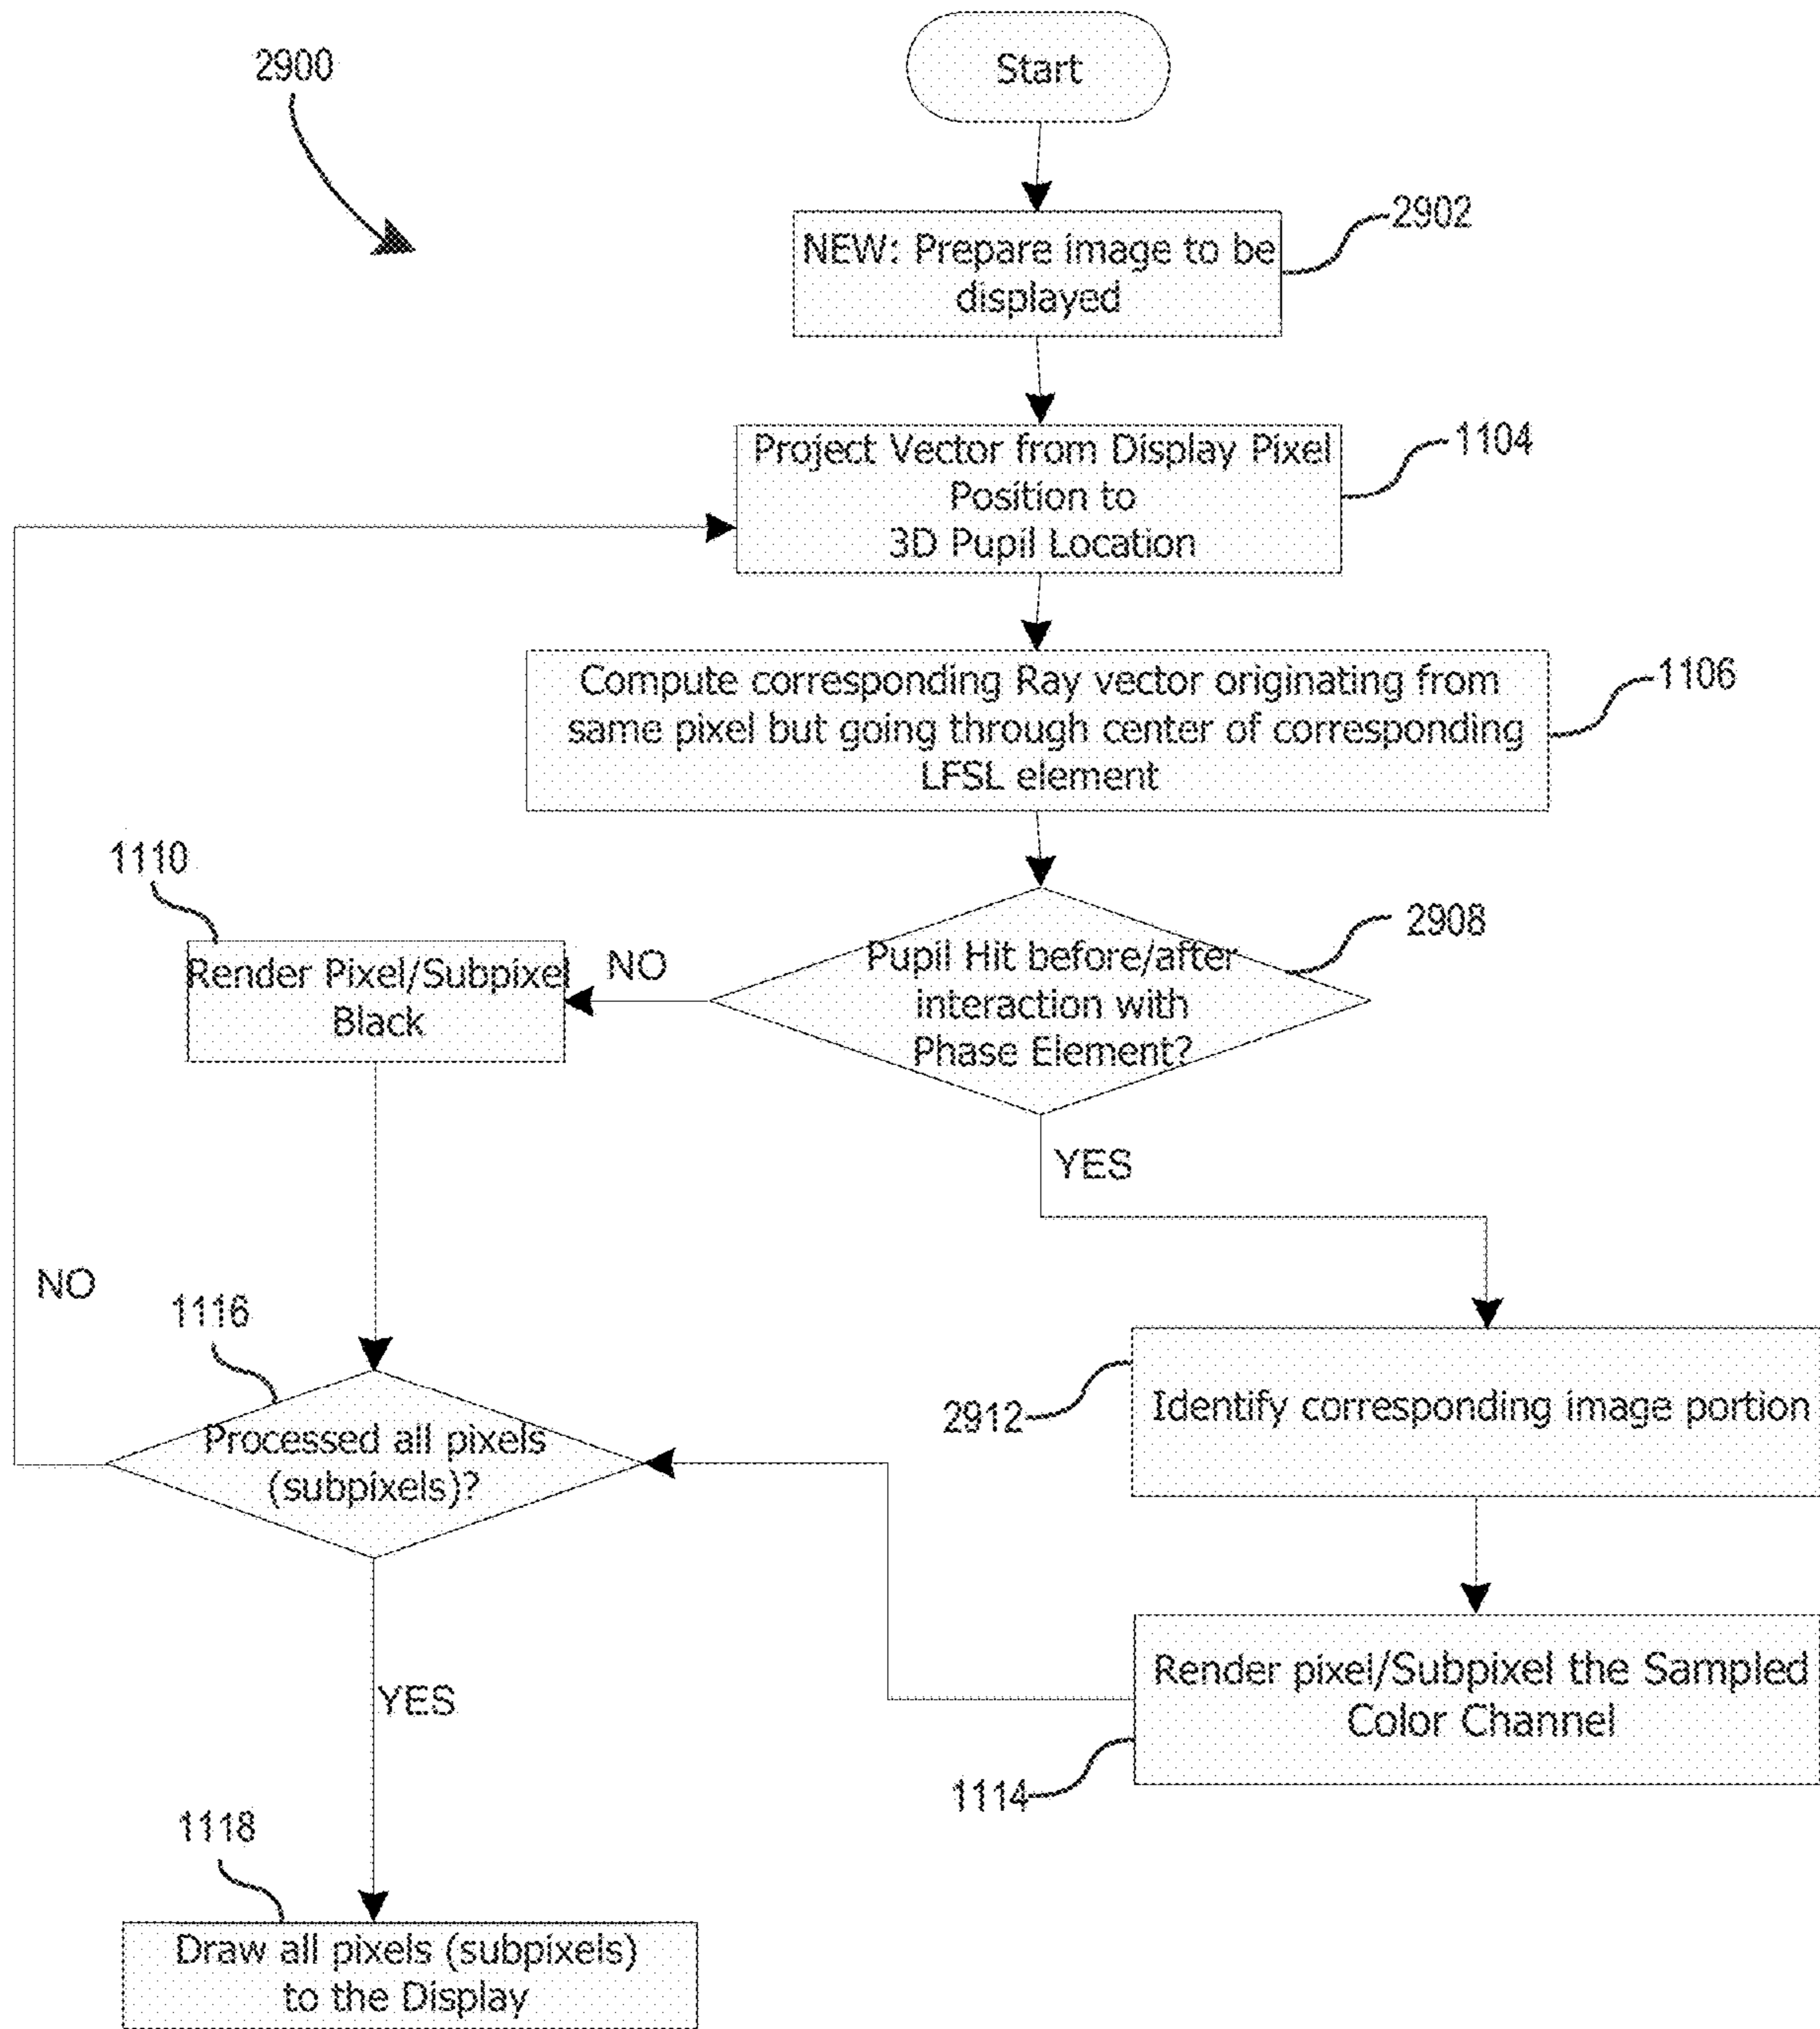 2900
Start
NEW: Prepare image to be
displayed
2902
Project Vector from Display Pixel
Position to
3D Pupil Location
1104
Compute corresponding Ray vector originating from
same pixel but going through center of corresponding
LFSL element
1106
Pupil Hit before/after
interaction with
Phase Element?
2908
NO
1110
Render Pixel/Subpixel
Black
YES
2912
Identify corresponding image portion
Render pixel/Subpixel the Sampled
Color Channel
1114
1116
Processed all pixels
(subpixels)?
NO
YES
1118
Draw all pixels (subpixels)
to the Display